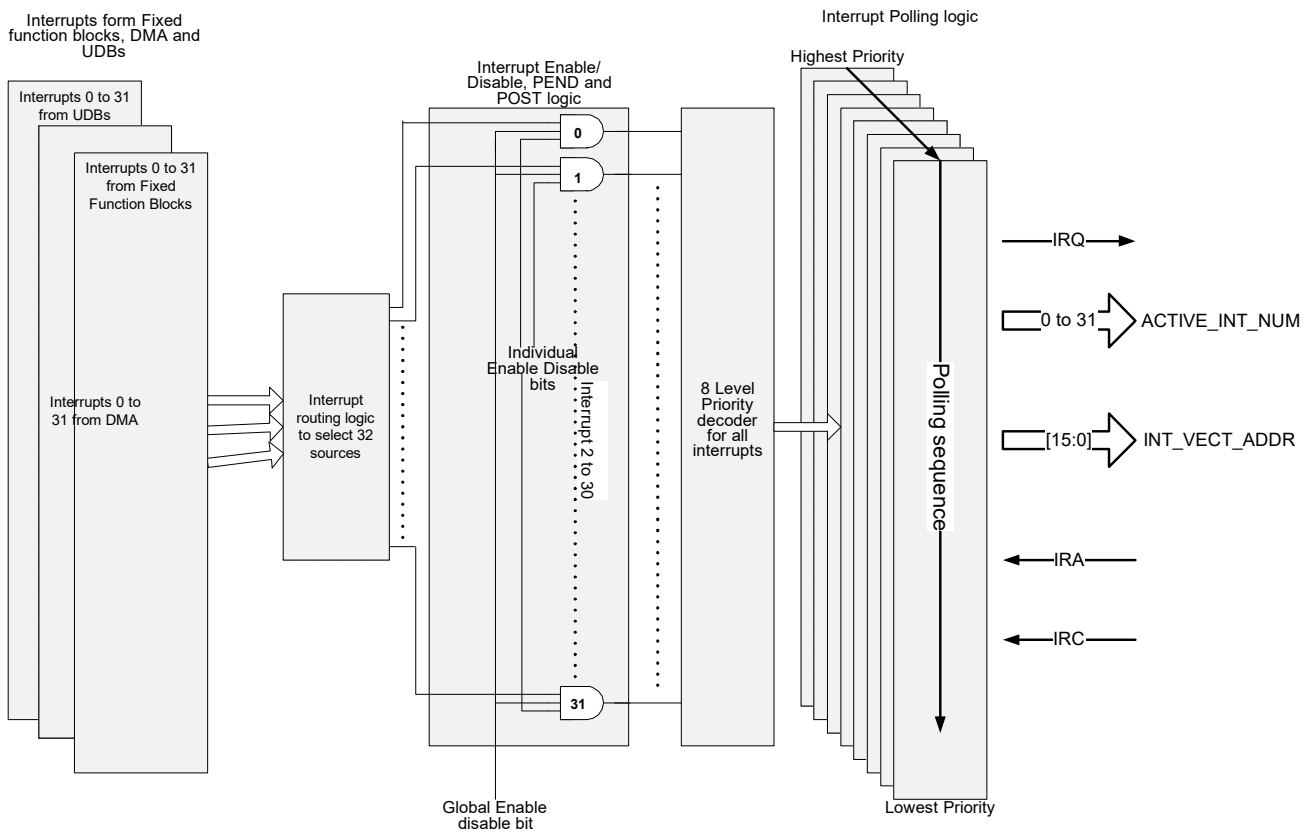 Interrupts form Fixed
function blocks, DMA and
UDBs
Interrupts 0 to 31
from UDBs
Interrupts 0 to 31
from Fixed
Function Blocks
Interrupts 0 to
31 from DMA
Interrupt
routing logic
to select 32
sources
Interrupt Enable/
Disable, PEND and
POST logic
0
1
Individual
Enable Disable
bits
Interrupt 2 to 30
31
Global Enable
disable bit
8 Level
Priority
decoder
for all
interrupts
Interrupt Polling logic
Highest Priority
Polling sequence
Lowest Priority
IRQ
0 to 31
ACTIVE_INT_NUM
[15:0]
INT_VECT_ADDR
IRA
IRC